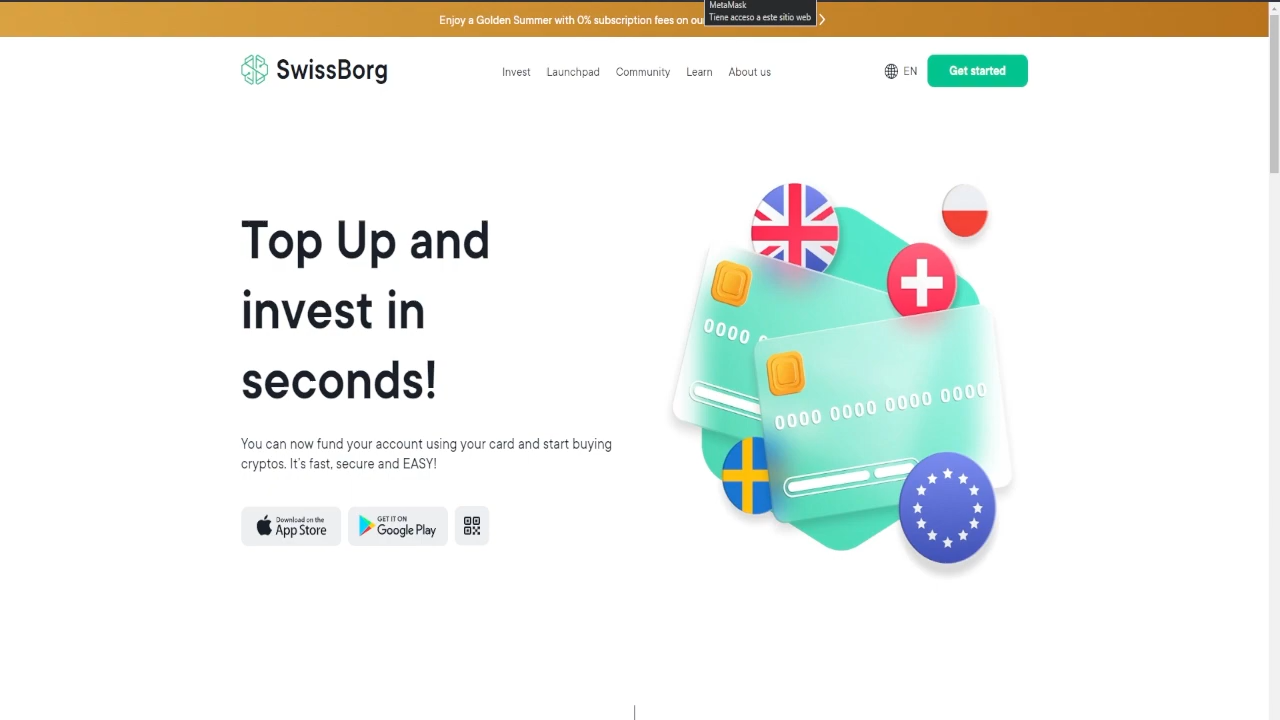 MetaMask
Tiene acceso a este sitio web
Enjoy a Golden Summer with 0% subscription fees on
SwissBorg
Invest Launchpad Community Learn About us
EN
Get started
Top Up and
invest in
seconds!
You can now fund your account using your card and start buying
cryptos. It's fast, secure and EASY!
Download on the
App Store
GET IT ON
Google Play
0000
0000 0000 0000 0000